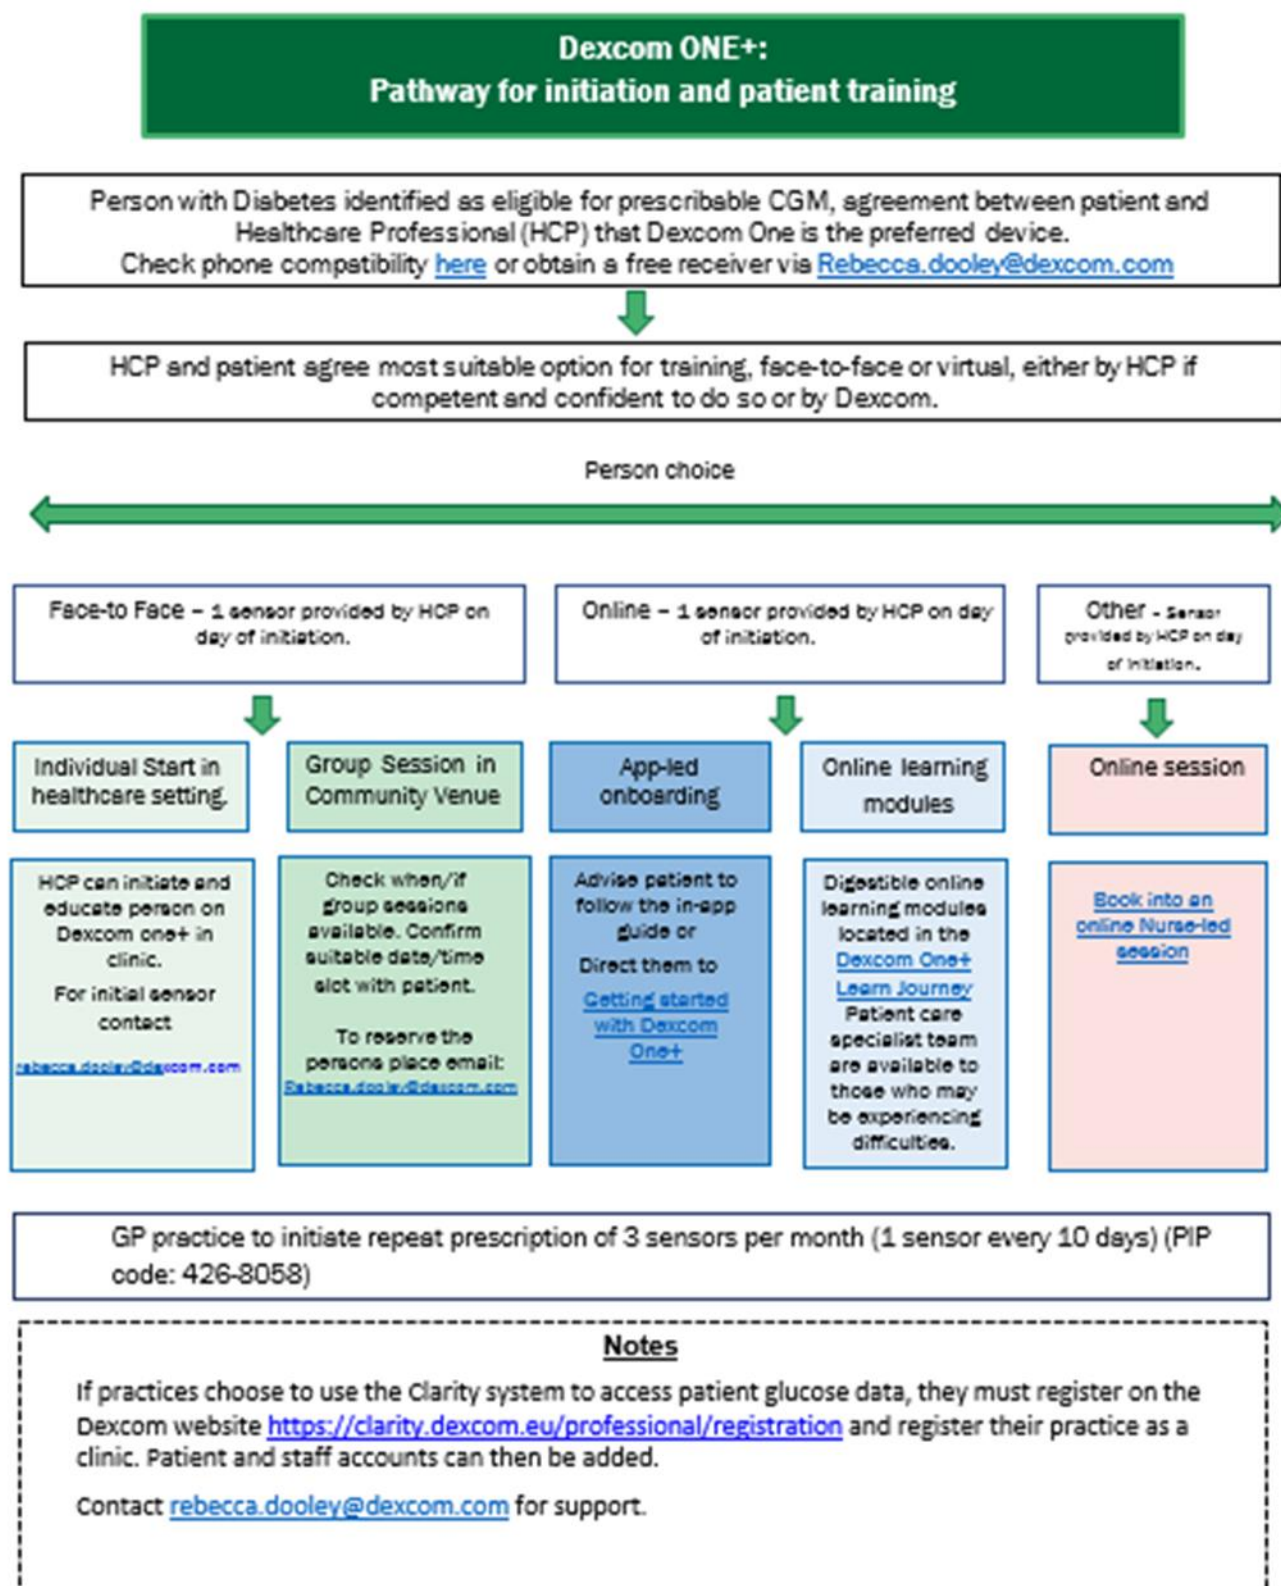 Dexcom ONE+:
Pathway for initiation and patient training
Person with Diabetes identified as eligible for prescribable CGM, agreement between patient and
Healthcare Professional (HCP) that Dexcom One is the preferred device.
Check phone compatibility here or obtain a free receiver via Rebecca.dooley@dexcom.com
HCP and patient agree most suitable option for training, face-to-face or virtual, either by HCP if
competent and confident to do so or by Dexcom.
Person choice
Face-to Face – 1 sensor provided by HCP on
day of initiation.
Online – 1 sensor provided by HCP on day
of initiation.
Other - Sensor
provided by HCP on day
of initiation.
Individual Start in
healthcare setting.
Group Session in
Community Venue
App-led
onboarding
Online learning
modules
Online session
HCP can initiate and
educate person on
Dexcom one+ in
clinic.
For initial sensor
contact
rebecca.dooley@dexcom.com
Check when/if
group sessions
available. Confirm
suitable date/time
slot with patient.
To reserve the
persons place email:
Rebecca.dooley@dexcom.com
Advise patient to
follow the in-app
guide or
Direct them to
Getting started
with Dexcom
One+
Digestible online
learning modules
located in the
Dexcom One+
Learn Journey
Patient care
specialist team
are available to
those who may
be experiencing
difficulties.
Book into an
online Nurse-led
session
GP practice to initiate repeat prescription of 3 sensors per month (1 sensor every 10 days) (PIP
code: 426-8058)
Notes
If practices choose to use the Clarity system to access patient glucose data, they must register on the
Dexcom website https://clarity.dexcom.eu/professional/registration and register their practice as a
clinic. Patient and staff accounts can then be added.
Contact rebecca.dooley@dexcom.com for support.